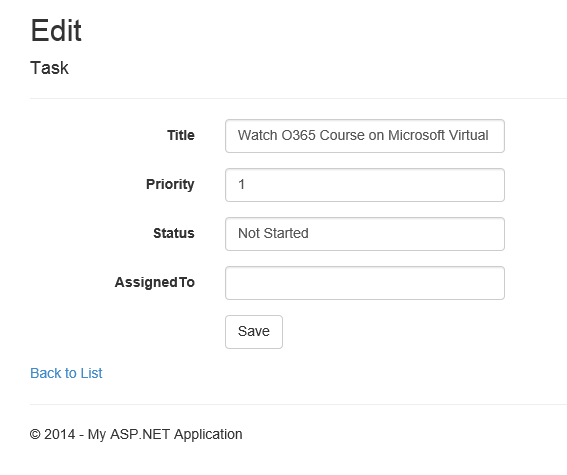 Edit
Task
Title Watch O365 Course on Microsoft Virtual
Priority 1
Status Not Started
AssignedTo
Save
Back to List
© 2014 - My ASP.NET Application